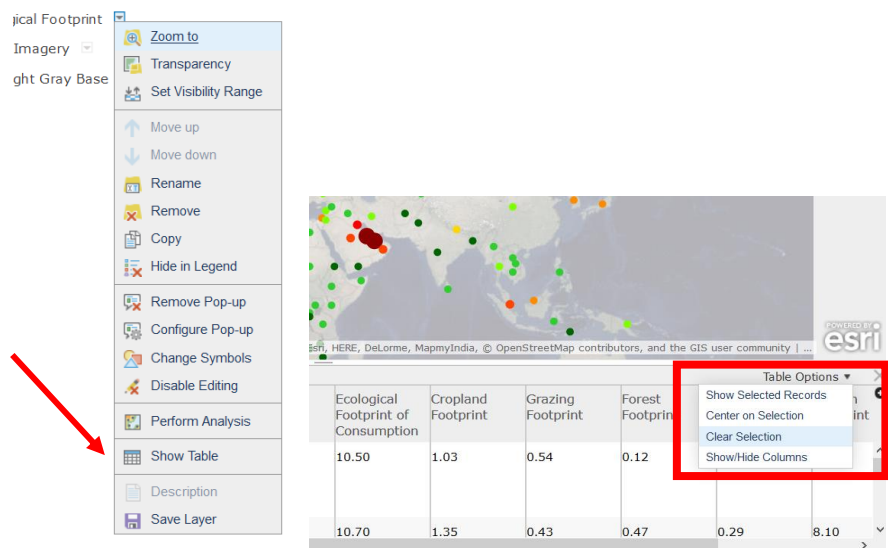 gical Footprint
Imagery
ght Gray Base
Zoom to
Transparency
Set Visibility Range
Move up
Move down
Rename
Remove
Copy
Hide in Legend
Remove Pop-up
Configure Pop-up
Change Symbols
Disable Editing
Perform Analysis
Show Table
Description
Save Layer
Esri, HERE, DeLorme, MapmyIndia, © OpenStreetMap contributors, and the GIS user community | ...
POWERED BY
esri
Table Options
Show Selected Records
Center on Selection
Clear Selection
Show/Hide Columns
Ecological
Footprint of
Consumption
Cropland
Footprint
Grazing
Footprint
Forest
Footprin
n
int
10.50 1.03 0.54 0.12
10.70 1.35 0.43 0.47 0.29 8.10